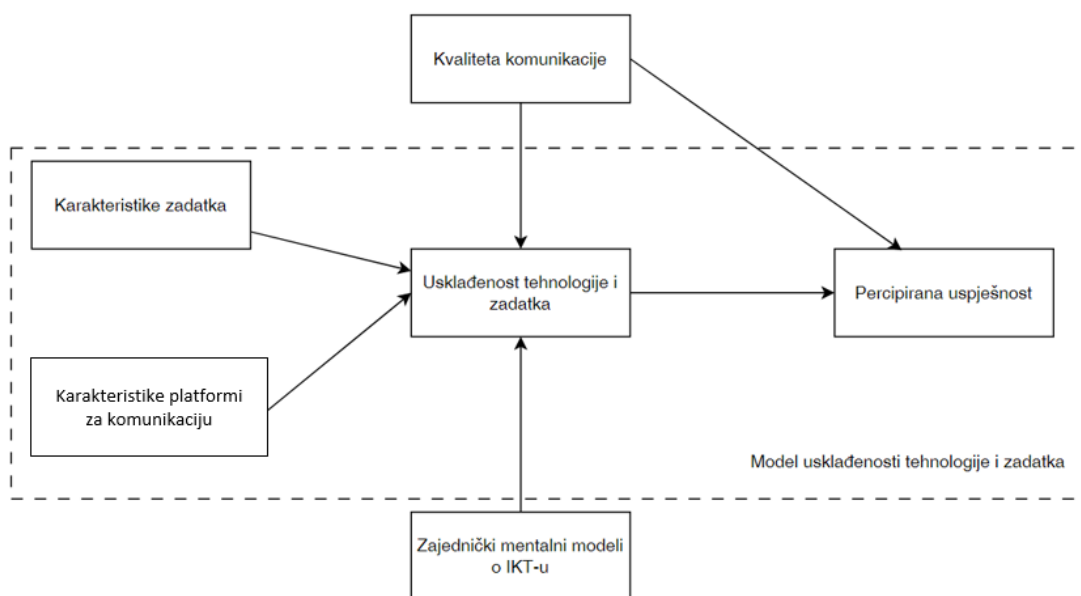 Kvaliteta komunikacije
Karakteristike zadatka
Usklađenost tehnologije i
zadatka
Percipirana uspješnost
Karakteristike platformi
za komunikaciju
Model usklađenosti tehnologije i zadatka
Zajednički mentalni modeli
o IKT-u